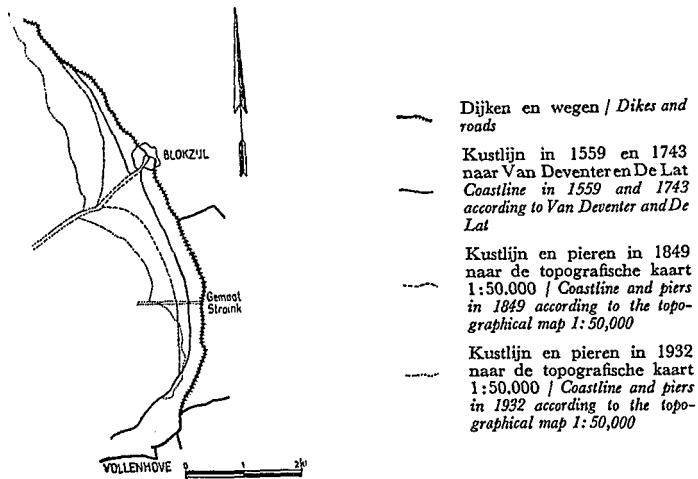 BLOKZIJL
Gemaal
Stroink
VOLLENHOVE
0 1 2 KM
Dijken en wegen / Dikes and
roads
Kustlijn in 1559 en 1743
naar Van Deventer en De Lat
Coastline in 1559 and 1743
according to Van Deventer and De
Lat
Kustlijn en pieren in 1849
naar de topografische kaart
1:50.000 / Coastline and piers
in 1849 according to the topo-
graphical map 1: 50,000
Kustlijn en pieren in 1932
naar de topografische kaart
1:50.000 / Coastline and piers
in 1932 according to the topo-
graphical map 1: 50,000